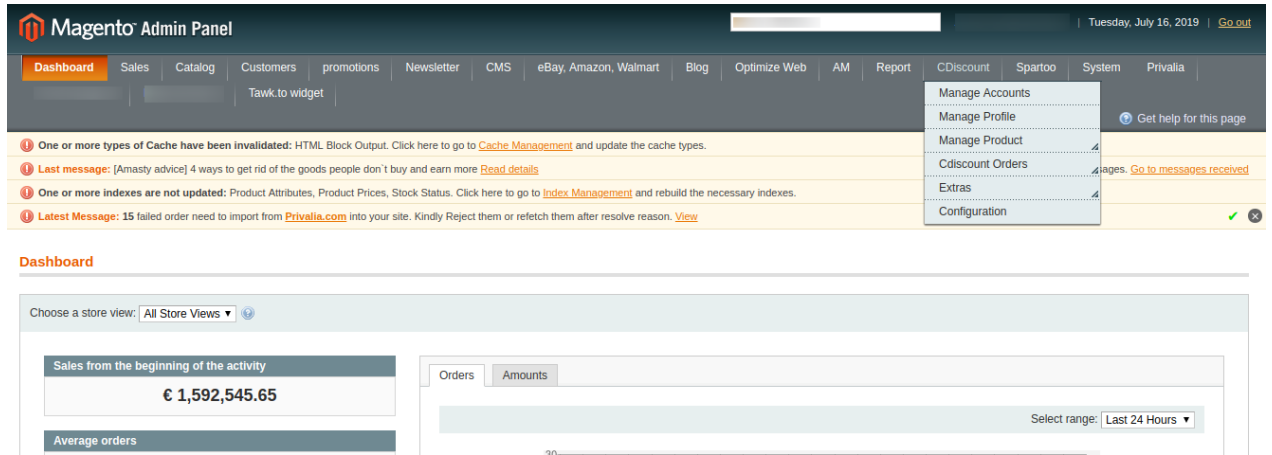 Magento™ Admin Panel
| Tuesday, July 16, 2019 | Go out
Dashboard Sales Catalog Customers promotions Newsletter CMS eBay, Amazon, Walmart Blog Optimize Web AM Report CDiscount Spartoo System Privalia
Tawk.to widget
Manage Accounts
Manage Profile
Get help for this page
Manage Product
One or more types of Cache have been invalidated: HTML Block Output. Click here to go to Cache Management and update the cache types.
Cdiscount Orders
Last message: [Amasty advice] 4 ways to get rid of the goods people don`t buy and earn more Read details
ages. Go to messages received
Extras
One or more indexes are not updated: Product Attributes, Product Prices, Stock Status. Click here to go to Index Management and rebuild the necessary indexes.
Configuration
Latest Message: 15 failed order need to import from Privalia.com into your site. Kindly Reject them or refetch them after resolve reason. View
Dashboard
Choose a store view: All Store Views
Sales from the beginning of the activity
€ 1,592,545.65
Orders Amounts
Select range: Last 24 Hours
Average orders
30